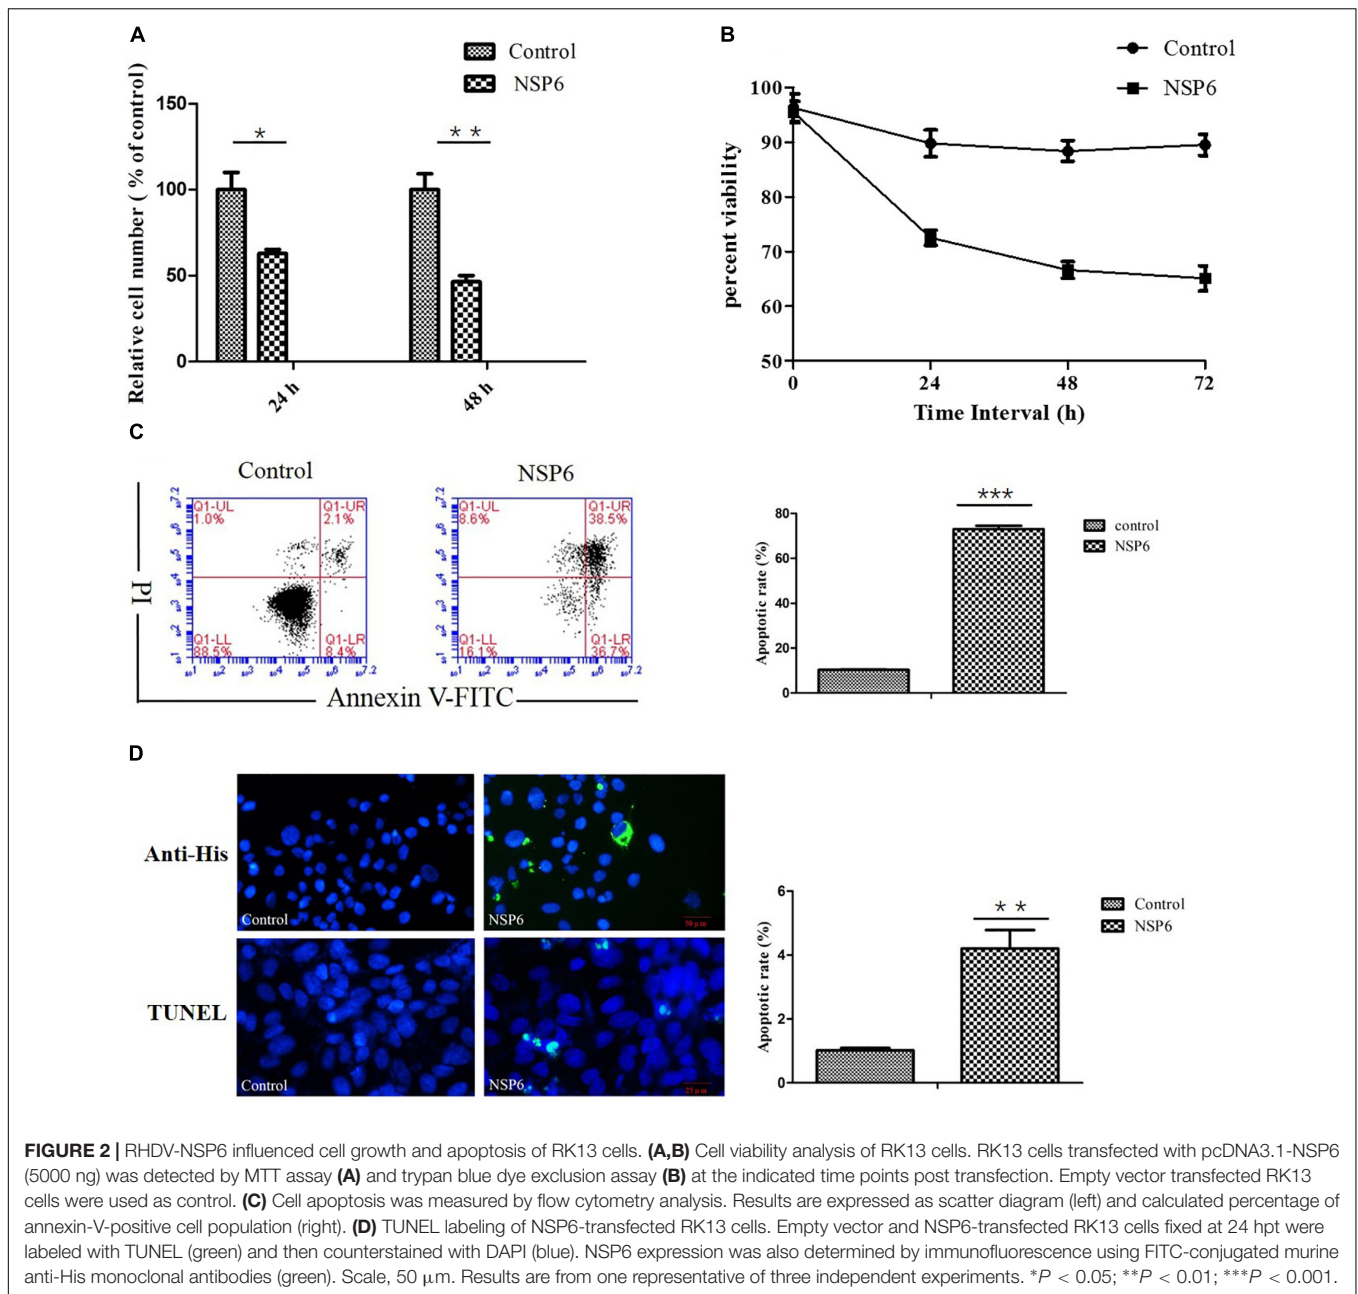 A
Control
NSP6
Relative cell number ( % of control)
150
100
50
0
*
* *
24 h
48 h
B
Control
NSP6
percent viability
100
90
80
70
60
50
0
24
48
72
Time Interval (h)
C
Control
NSP6
PI
Q1-UL
1.0%
Q1-UR
2.1%
Q1-LL
88.5%
Q1-LR
8.4%
Q1-UL
8.6%
Q1-UR
38.5%
Q1-LL
16.1%
Q1-LR
36.7%
Annexin V-FITC
Apoptotic rate (%)
80
60
40
20
0
***
control
NSP6
D
Anti-His
Control
NSP6
50 μm
TUNEL
Control
NSP6
25 μm
Apoptotic rate (%)
6
4
2
0
* *
Control
NSP6
FIGURE 2 | RHDV-NSP6 influenced cell growth and apoptosis of RK13 cells. (A,B) Cell viability analysis of RK13 cells. RK13 cells transfected with pcDNA3.1-NSP6
(5000 ng) was detected by MTT assay (A) and trypan blue dye exclusion assay (B) at the indicated time points post transfection. Empty vector transfected RK13
cells were used as control. (C) Cell apoptosis was measured by flow cytometry analysis. Results are expressed as scatter diagram (left) and calculated percentage of
annexin-V-positive cell population (right). (D) TUNEL labeling of NSP6-transfected RK13 cells. Empty vector and NSP6-transfected RK13 cells fixed at 24 hpt were
labeled with TUNEL (green) and then counterstained with DAPI (blue). NSP6 expression was also determined by immunofluorescence using FITC-conjugated murine
anti-His monoclonal antibodies (green). Scale, 50 μm. Results are from one representative of three independent experiments. *P < 0.05; **P < 0.01; ***P < 0.001.